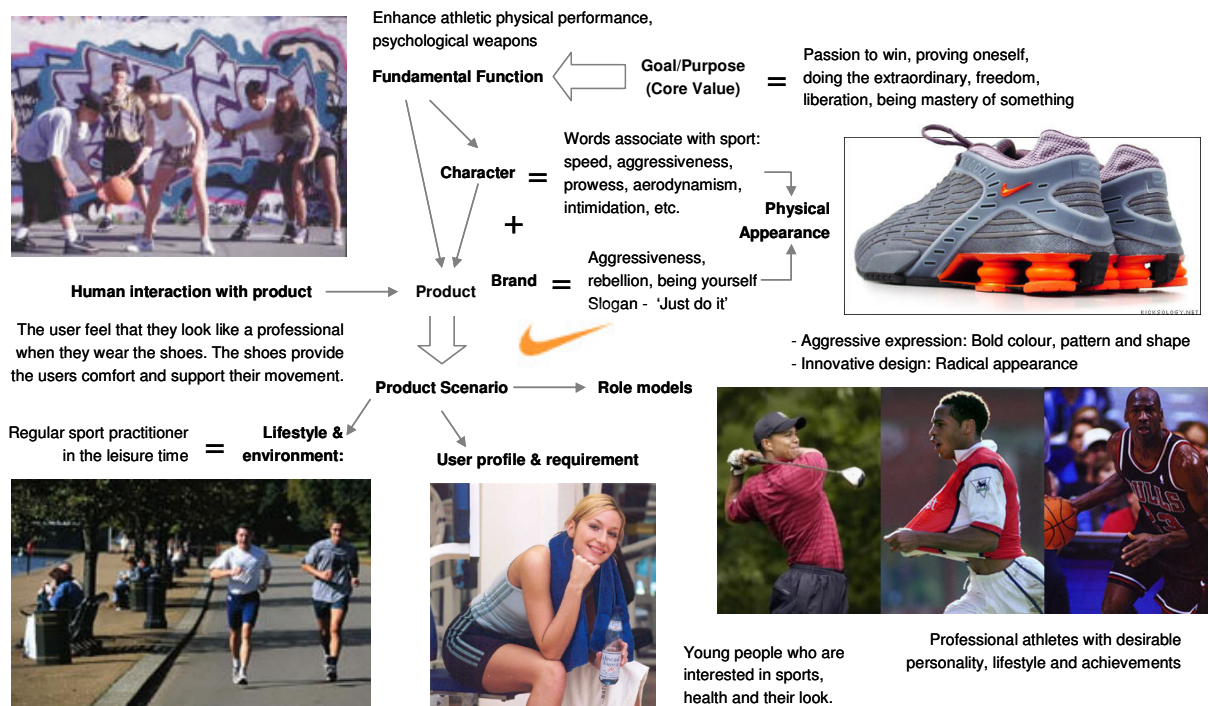 Enhance athletic physical performance,
psychological weapons
Fundamental Function
Goal/Purpose
(Core Value)
=
Passion to win, proving oneself,
doing the extraordinary, freedom,
liberation, being mastery of something
Character
=
Words associate with sport:
speed, aggressiveness,
prowess, aerodynamism,
intimidation, etc.
Physical
Appearance
+
Brand
=
Aggressiveness,
rebellion, being yourself
Slogan - ‘Just do it’
Human interaction with product
Product
The user feel that they look like a professional
when they wear the shoes. The shoes provide
the users comfort and support their movement.
KICKSOLOGY.NET
- Aggressive expression: Bold colour, pattern and shape
- Innovative design: Radical appearance
Product Scenario
Role models
Regular sport practitioner
in the leisure time
=
Lifestyle &
environment:
User profile & requirement
BULLS
23
Young people who are
interested in sports,
health and their look.
Professional athletes with desirable
personality, lifestyle and achievements